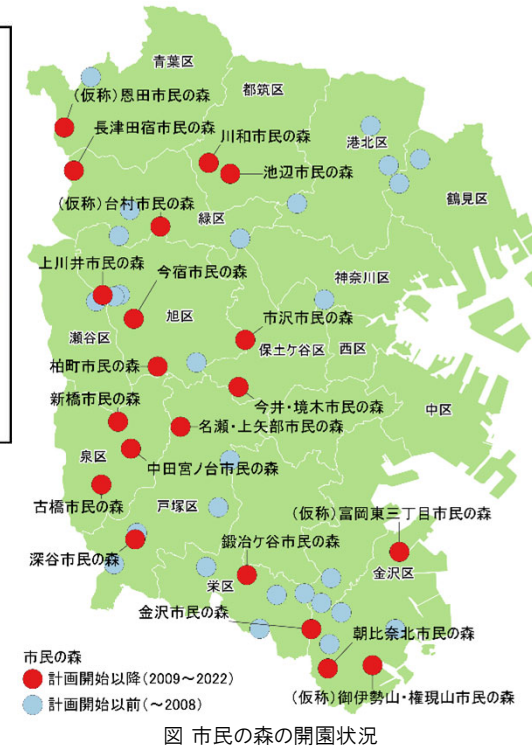 青葉区
都筑区
(仮称)恩田市民の森
港北区
長津田宿市民の森
川和市民の森
池辺市民の森
鶴見区
(仮称)台村市民の森
緑区
上川井市民の森
今宿市民の森
神奈川区
旭区
市沢市民の森
瀬谷区
保土ケ谷区
西区
柏町市民の森
今井・境木市民の森
中区
新橋市民の森
名瀬・上矢部市民の森
泉区
中田宮ノ台市民の森
古橋市民の森
戸塚区
(仮称)富岡東三丁目市民の森
深谷市民の森
鍛冶ケ谷市民の森
金沢区
栄区
金沢市民の森
朝比奈北市民の森
市民の森
計画開始以降(2009~2022)
(仮称)御伊勢山・権現山市民の森
計画開始以前(~2008)
図 市民の森の開園状況